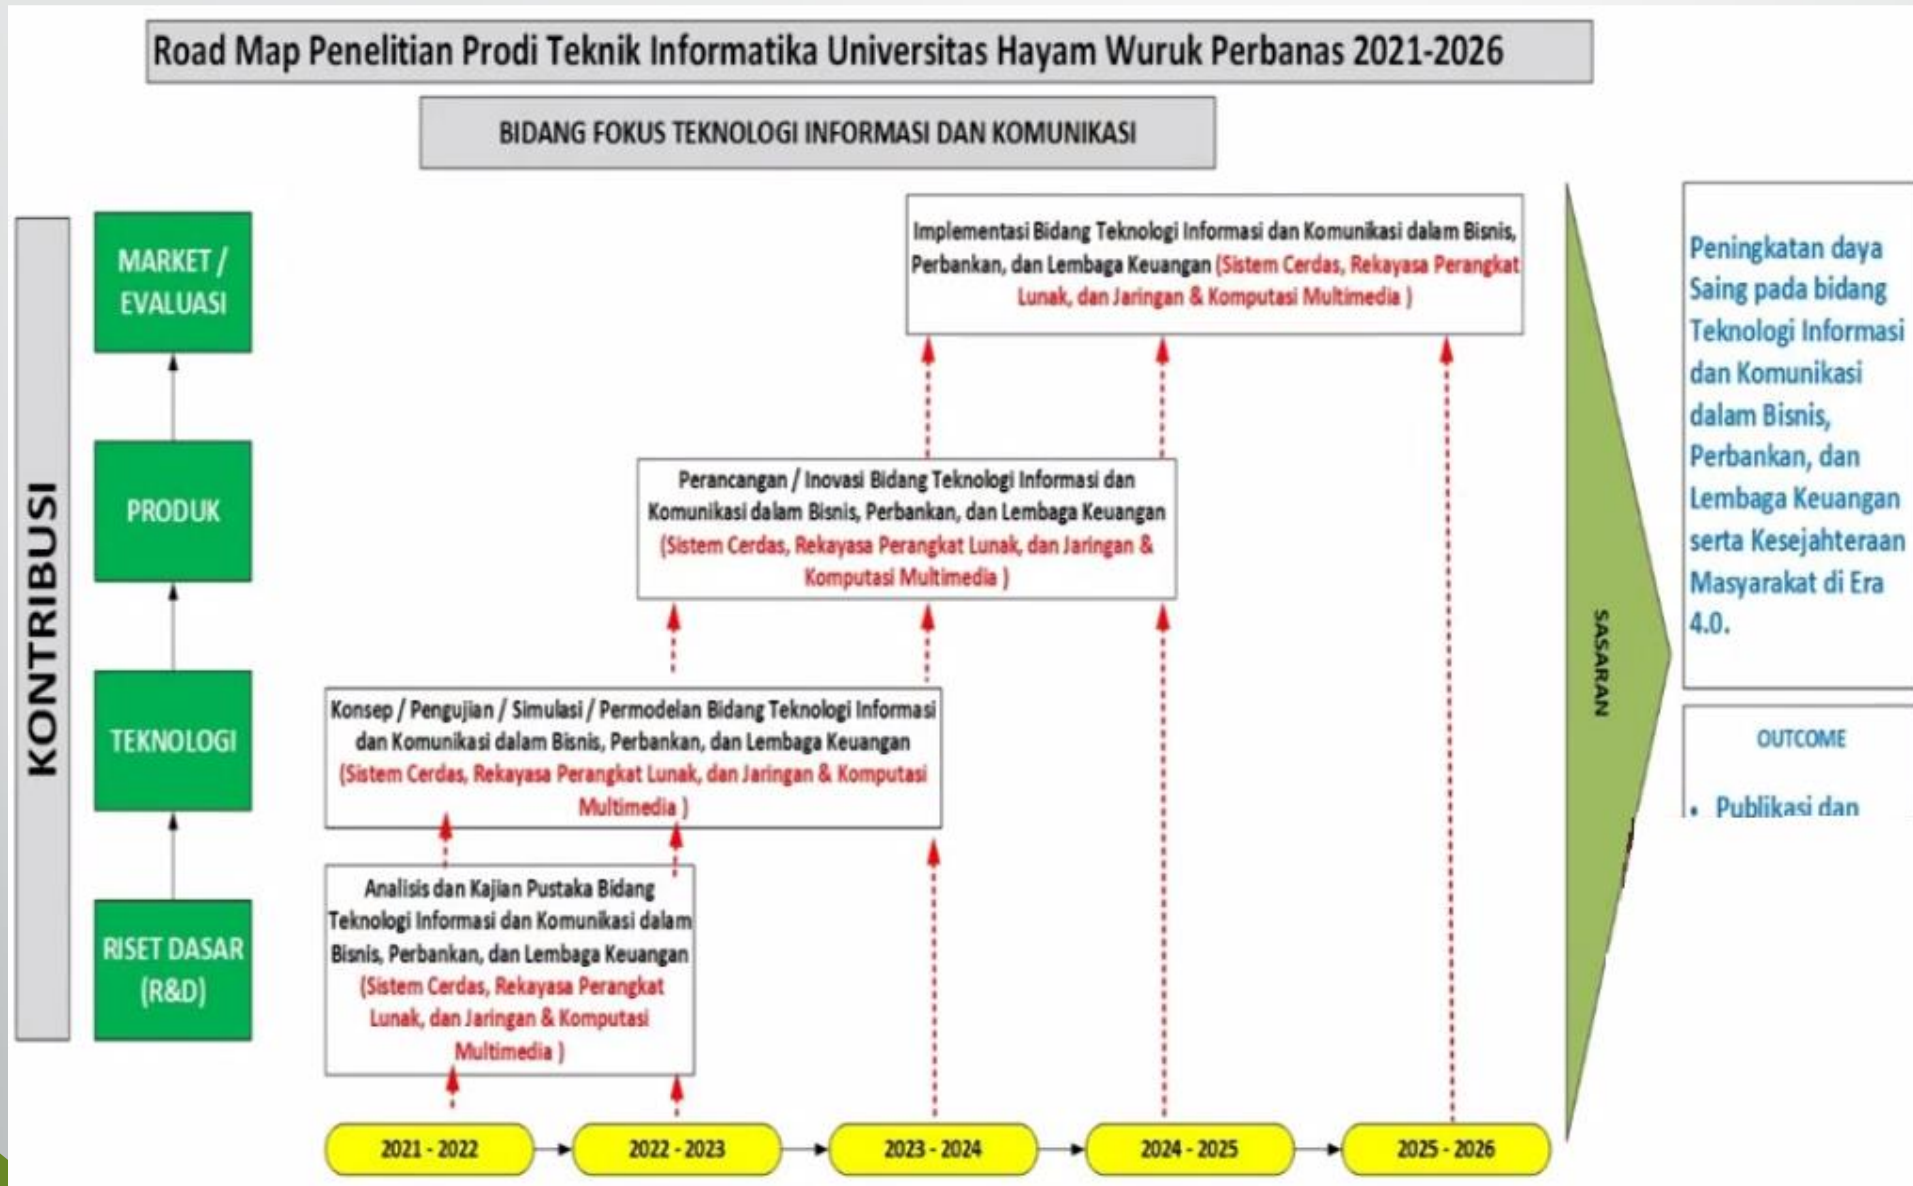 Road Map Penelitian Prodi Teknik Informatika Universitas Hayam Wuruk Perbanas 2021-2026
BIDANG FOKUS TEKNOLOGI INFORMASI DAN KOMUNIKASI
KONTRIBUSI
MARKET /
EVALUASI
PRODUK
TEKNOLOGI
RISET DASAR
(R&D)
Implementasi Bidang Teknologi Informasi dan Komunikasi dalam Bisnis,
Perbankan, dan Lembaga Keuangan (Sistem Cerdas, Rekayasa Perangkat
Lunak, dan Jaringan & Komputasi Multimedia )
Perancangan / Inovasi Bidang Teknologi Informasi dan
Komunikasi dalam Bisnis, Perbankan, dan Lembaga Keuangan
(Sistem Cerdas, Rekayasa Perangkat Lunak, dan Jaringan &
Komputasi Multimedia )
Konsep / Pengujian / Simulasi / Permodelan Bidang Teknologi Informasi
dan Komunikasi dalam Bisnis, Perbankan, dan Lembaga Keuangan
(Sistem Cerdas, Rekayasa Perangkat Lunak, dan Jaringan & Komputasi
Multimedia )
Analisis dan Kajian Pustaka Bidang
Teknologi Informasi dan Komunikasi dalam
Bisnis, Perbankan, dan Lembaga Keuangan
(Sistem Cerdas, Rekayasa Perangkat
Lunak, dan Jaringan & Komputasi
Multimedia )
2021 - 2022
2022 - 2023
2023 - 2024
2024 - 2025
2025 - 2026
SASARAN
Peningkatan daya
Saing pada bidang
Teknologi Informasi
dan Komunikasi
dalam Bisnis,
Perbankan, dan
Lembaga Keuangan
serta Kesejahteraan
Masyarakat di Era
4.0.
OUTCOME
• Publikasi dan